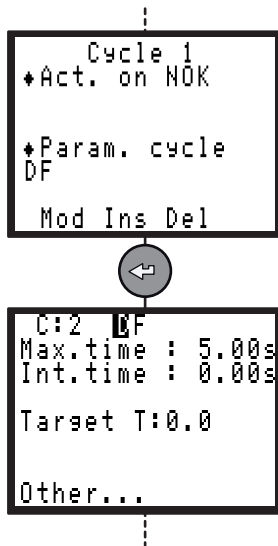 Cycle 1
♦Act. on NOK
♦Param. cycle
DF
Mod Ins Del
C:2 DF
Max.time : 5.00s
Int.time : 0.00s
Target T:0.0
Other...